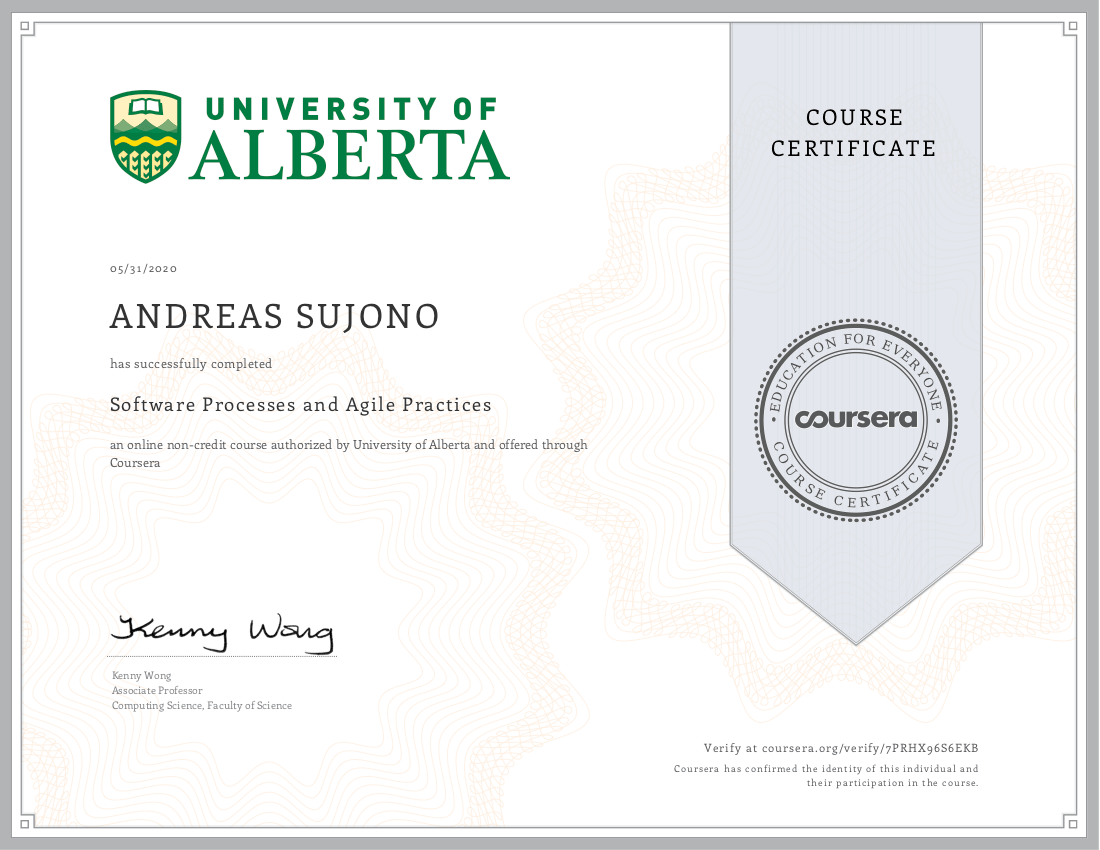 UNIVERSITY OF
ALBERTA
COURSE
CERTIFICATE
05/31/2020
ANDREAS SUJONO
has successfully completed
Software Processes and Agile Practices
an online non-credit course authorized by University of Alberta and offered through
Coursera
EDUCATION FOR EVERYONE
coursera
COURSE CERTIFICATE
Kenny Wong
Kenny Wong
Associate Professor
Computing Science, Faculty of Science
Verify at coursera.org/verify/7PRHX96S6EKB
Coursera has confirmed the identity of this individual and
their participation in the course.